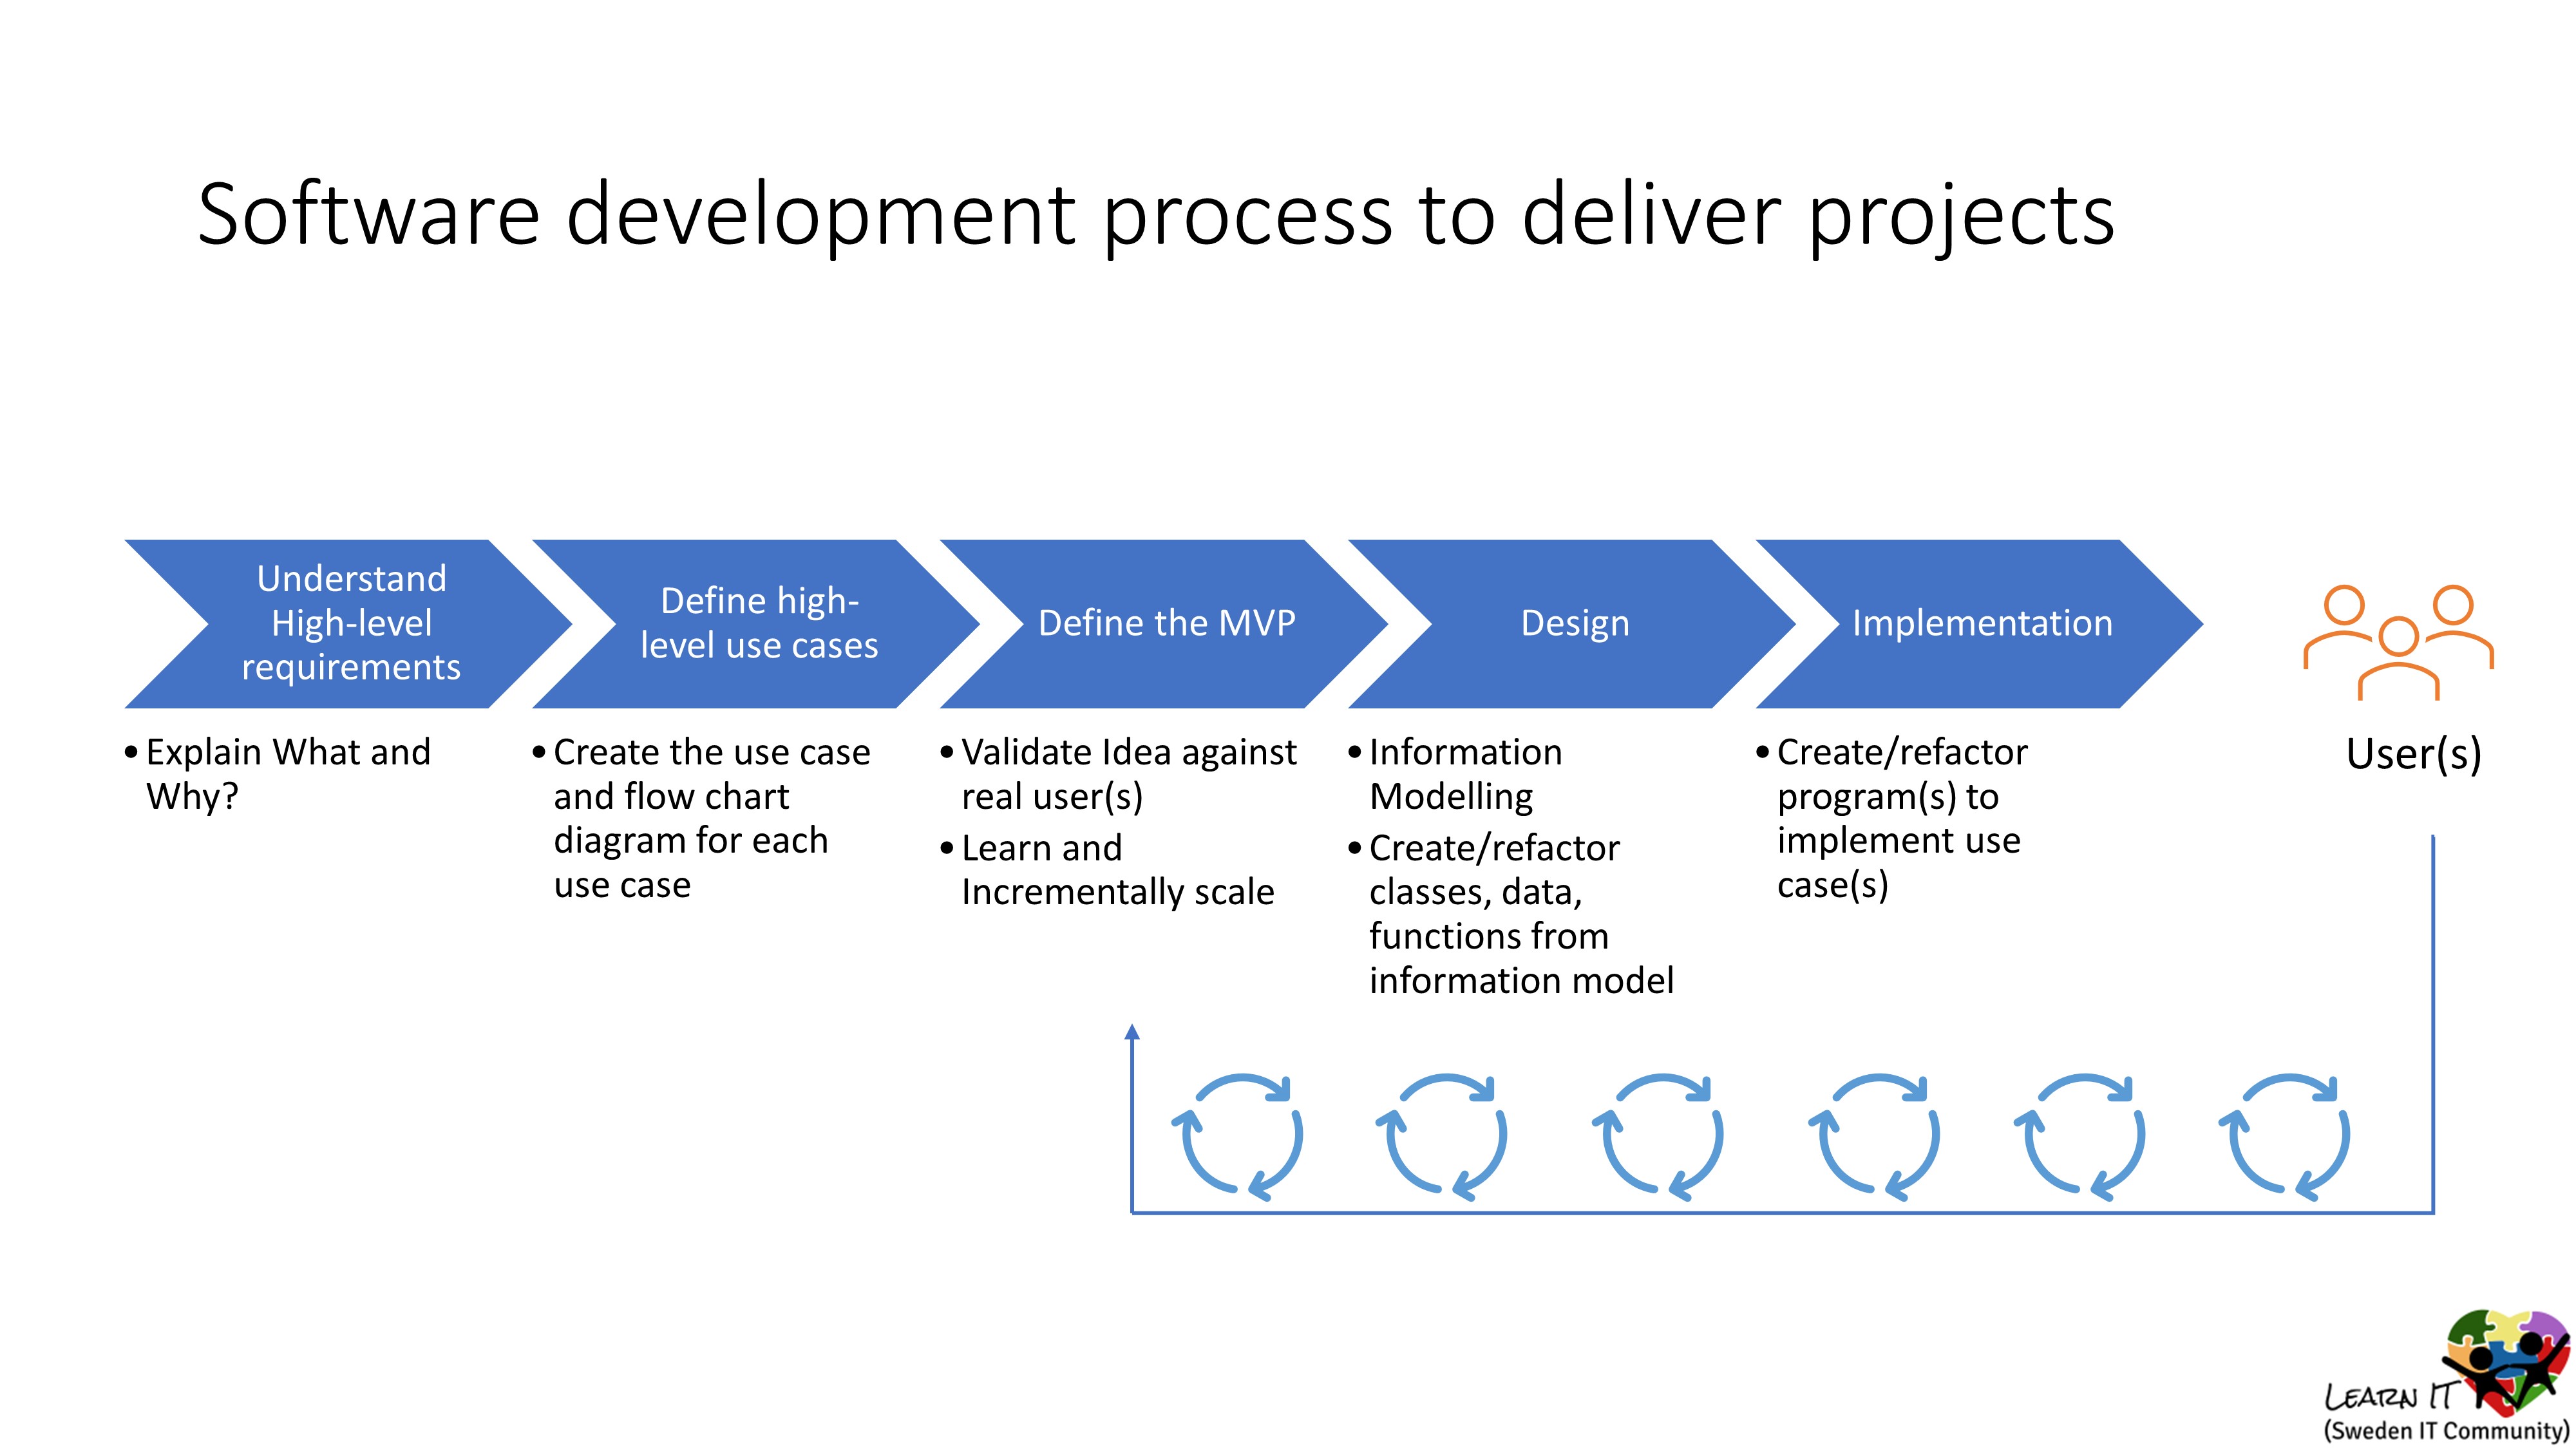 Software development process to deliver projects
Understand
High-level
requirements
Define high-
level use cases
Define the MVP
Design
Implementation
• Explain What and
Why?
• Create the use case
and flow chart
diagram for each
use case
• Validate Idea against
real user(s)
• Learn and
Incrementally scale
• Information
Modelling
• Create/refactor
classes, data,
functions from
information model
• Create/refactor
program(s) to
implement use
case(s)
User(s)
LEARN IT
(Sweden IT Community)